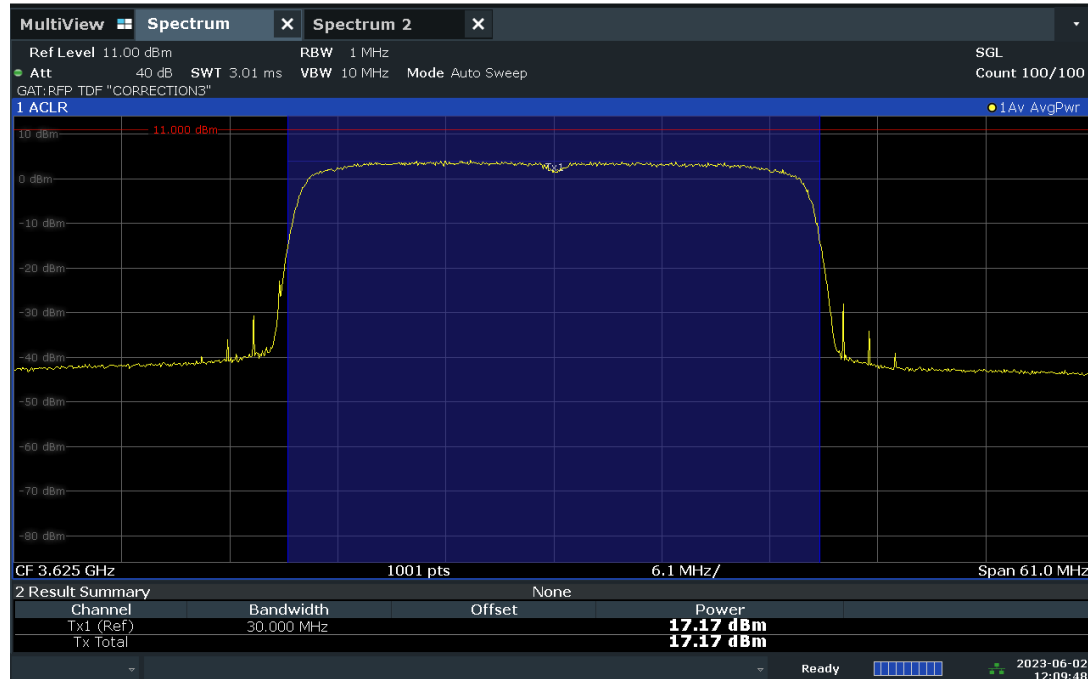 MultiView Spectrum X Spectrum 2 X
Ref Level 11.00 dBm RBW 1 MHz SGL
Att 40 dB SWT 3.01 ms VBW 10 MHz Mode Auto Sweep Count 100/100
GAT:RFP TDF "CORRECTION3"
1 ACLR 1Av AvgPwr
10 dBm 11.000 dBm
Tx1
0 dBm
-10 dBm
-20 dBm
-30 dBm
-40 dBm
-50 dBm
-60 dBm
-70 dBm
-80 dBm
CF 3.625 GHz 1001 pts 6.1 MHz/ Span 61.0 MHz
2 Result Summary None
Channel Bandwidth Offset Power
Tx1 (Ref) 30.000 MHz 17.17 dBm
Tx Total 17.17 dBm
Ready 2023-06-02
12:09:48